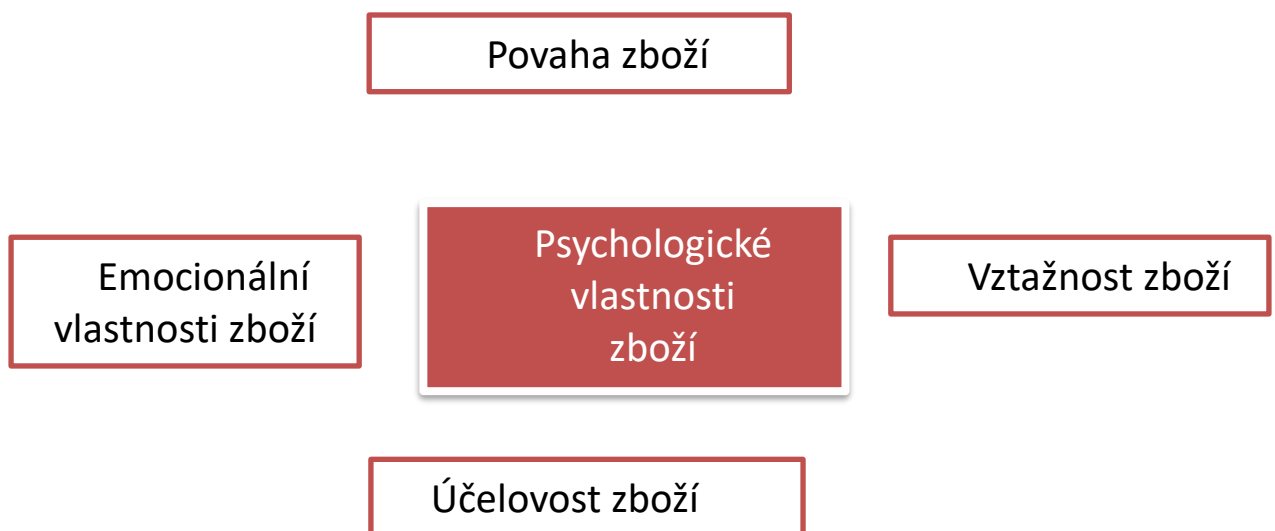 Povaha zboží
Emocionální
vlastnosti zboží
Psychologické
vlastnosti
zboží
Vztažnost zboží
Účelovost zboží